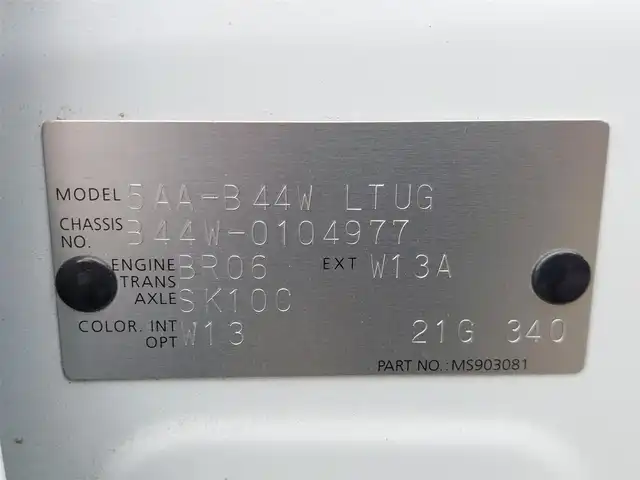 MODEL 5AA-B44W LTUG
CHASSIS NO. B44W-0104977
ENGINE BR06 EXT W13A
TRANS AXLE SK10C
COLOR. INT OPT W13 21G 340
PART NO.: MS903081